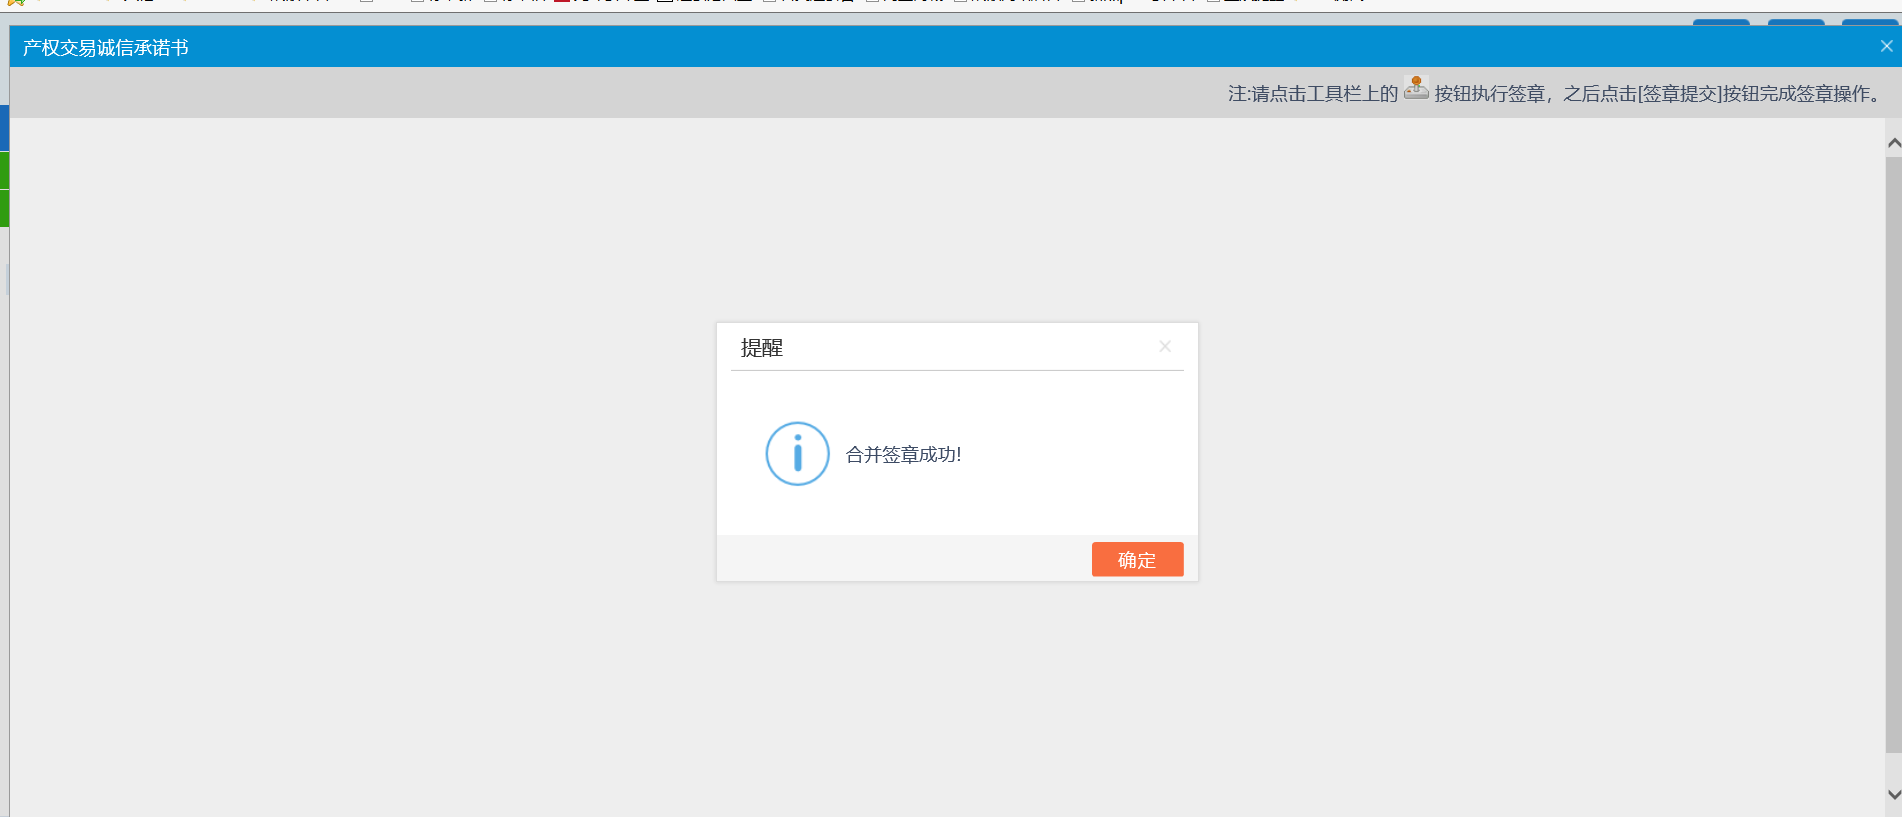 产权交易诚信承诺书
注:请点击工具栏上的 按钮执行签章，之后点击[签章提交]按钮完成签章操作。
提醒
合并签章成功!
确定